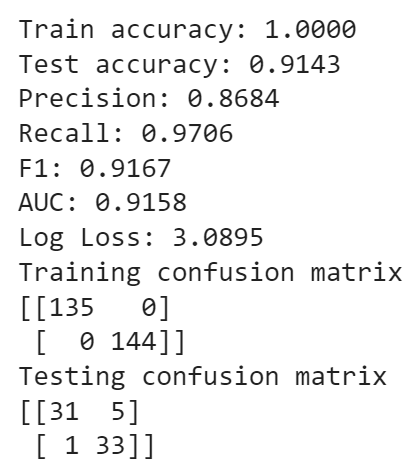 Train accuracy: 1.0000
Test accuracy: 0.9143
Precision: 0.8684
Recall: 0.9706
F1: 0.9167
AUC: 0.9158
Log Loss: 3.0895
Training confusion matrix
[[135   0]
 [  0 144]]
Testing confusion matrix
[[31  5]
 [ 1 33]]